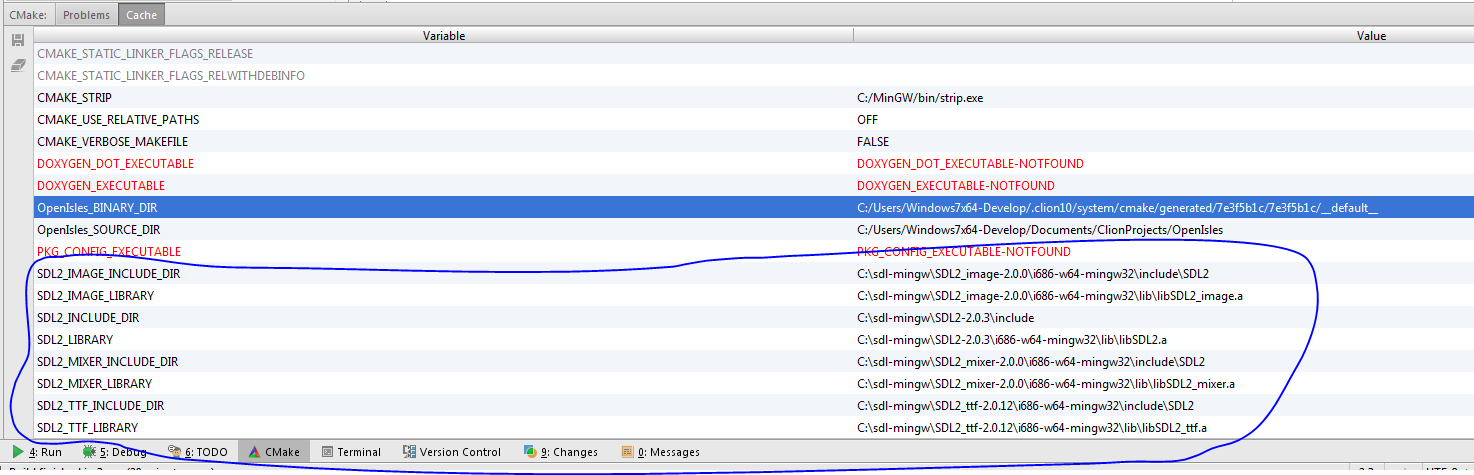 CMake: Problems Cache
Variable Value
CMAKE_STATIC_LINKER_FLAGS_RELEASE
CMAKE_STATIC_LINKER_FLAGS_RELWITHDEBINFO
CMAKE_STRIP C:/MinGW/bin/strip.exe
CMAKE_USE_RELATIVE_PATHS OFF
CMAKE_VERBOSE_MAKEFILE FALSE
DOXYGEN_DOT_EXECUTABLE DOXYGEN_DOT_EXECUTABLE-NOTFOUND
DOXYGEN_EXECUTABLE DOXYGEN_EXECUTABLE-NOTFOUND
OpenIsles_BINARY_DIR C:/Users/Windows7x64-Develop/.clion10/system/cmake/generated/7e3f5b1c/7e3f5b1c/__default__
OpenIsles_SOURCE_DIR C:/Users/Windows7x64-Develop/Documents/ClionProjects/OpenIsles
PKG_CONFIG_EXECUTABLE PKG_CONFIG_EXECUTABLE-NOTFOUND
SDL2_IMAGE_INCLUDE_DIR C:\sdl-mingw\SDL2_image-2.0.0\i686-w64-mingw32\include\SDL2
SDL2_IMAGE_LIBRARY C:\sdl-mingw\SDL2_image-2.0.0\i686-w64-mingw32\lib\libSDL2_image.a
SDL2_INCLUDE_DIR C:\sdl-mingw\SDL2-2.0.3\include
SDL2_LIBRARY C:\sdl-mingw\SDL2-2.0.3\i686-w64-mingw32\lib\libSDL2.a
SDL2_MIXER_INCLUDE_DIR C:\sdl-mingw\SDL2_mixer-2.0.0\i686-w64-mingw32\include\SDL2
SDL2_MIXER_LIBRARY C:\sdl-mingw\SDL2_mixer-2.0.0\i686-w64-mingw32\lib\libSDL2_mixer.a
SDL2_TTF_INCLUDE_DIR C:\sdl-mingw\SDL2_ttf-2.0.12\i686-w64-mingw32\include\SDL2
SDL2_TTF_LIBRARY C:\sdl-mingw\SDL2_ttf-2.0.12\i686-w64-mingw32\lib\libSDL2_ttf.a
4: Run 5: Debug 6: TODO CMake Terminal Version Control 9: Changes 0: Messages